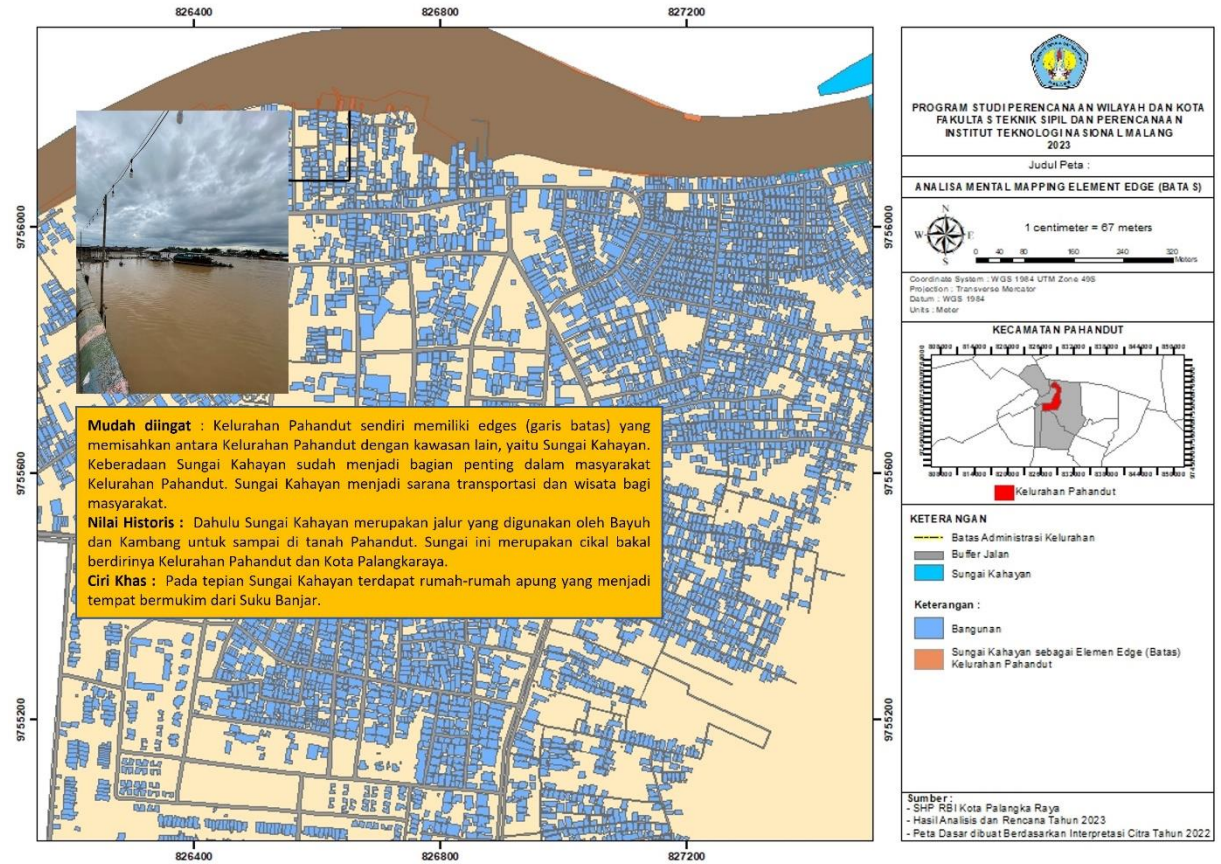 826400 826800 827200
9756000
9755600
9755200
9756000
9755600
9755200
826400 826800 827200
Mudah diingat : Kelurahan Pahandut sendiri memiliki edges (garis batas) yang
memisahkan antara Kelurahan Pahandut dengan kawasan lain, yaitu Sungai Kahayan.
Keberadaan Sungai Kahayan sudah menjadi bagian penting dalam masyarakat
Kelurahan Pahandut. Sungai Kahayan menjadi sarana transportasi dan wisata bagi
masyarakat.
Nilai Historis : Dahulu Sungai Kahayan merupakan jalur yang digunakan oleh Bayuh
dan Kambang untuk sampai di tanah Pahandut. Sungai ini merupakan cikal bakal
berdirinya Kelurahan Pahandut dan Kota Palangkaraya.
Ciri Khas : Pada tepian Sungai Kahayan terdapat rumah-rumah apung yang menjadi
tempat bermukim dari Suku Banjar.
PROGRAM STUDI PERENCANAAN WILAYAH DAN KOTA
FAKULTAS TEKNIK SIPIL DAN PERENCANAAN
INSTITUT TEKNOLOGI NASIONAL MALANG
2023
Judul Peta :
ANALISA MENTAL MAPPING ELEMENT EDGE (BATAS)
N
W E
S
1 centimeter = 67 meters
0 40 80 160 240 320
Meters
Coordinate System : WGS 1984 UTM Zone 49S
Projection : Transverse Mercator
Datum : WGS 1984
Units : Meter
KECAMATAN PAHANDUT
Kelurahan Pahandut
KETERANGAN
Batas Administrasi Kelurahan
Buffer Jalan
Sungai Kahayan
Keterangan :
Bangunan
Sungai Kahayan sebagai Elemen Edge (Batas)
Kelurahan Pahandut
Sumber :
- SHP RBI Kota Palangka Raya
- Hasil Analisis dan Rencana Tahun 2023
- Peta Dasar dibuat Berdasarkan Interpretasi Citra Tahun 2022